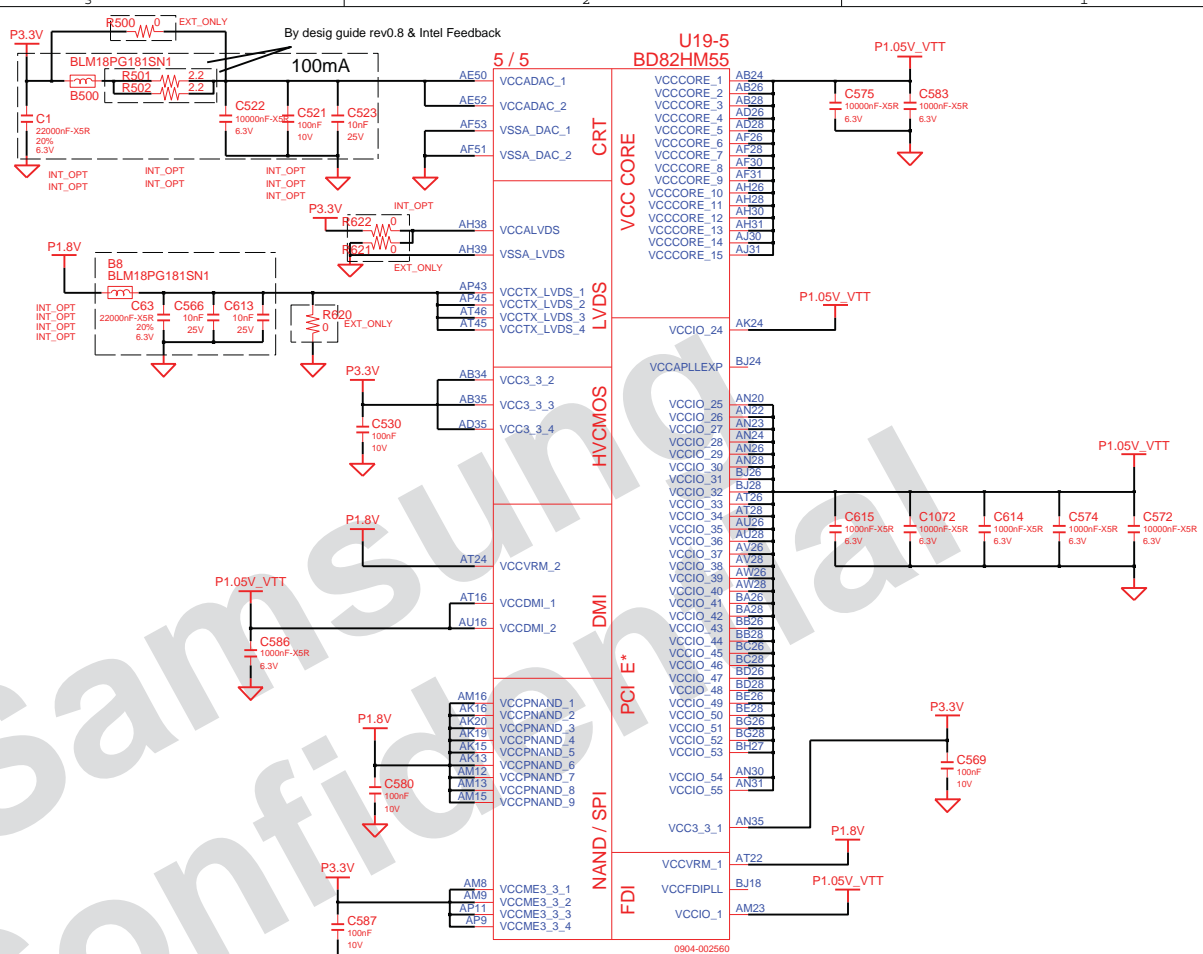 3
2
1
R500
0
EXT_ONLY
P3.3V
By desig guide rev0.8 & Intel Feedback
BLM18PG181SN1
100mA
R501
2.2
R502
2.2
B500
C1
22000nF-X5R
20%
6.3V
C522
10000nF-X5R
6.3V
C521
100nF
10V
C523
10nF
25V
INT_OPT
INT_OPT
INT_OPT
INT_OPT
INT_OPT
INT_OPT
INT_OPT
P3.3V
INT_OPT
R622
0
R621
0
EXT_ONLY
P1.8V
B8
BLM18PG181SN1
INT_OPT
INT_OPT
INT_OPT
INT_OPT
C63
22000nF-X5R
20%
6.3V
C566
10nF
25V
C613
10nF
25V
R620
0
EXT_ONLY
P3.3V
C530
100nF
10V
P1.8V
P1.05V_VTT
C586
1000nF-X5R
6.3V
P1.8V
C580
100nF
10V
P3.3V
C587
100nF
10V
5 / 5
U19-5
BD82HM55
AE50 VCCADAC_1
AE52 VCCADAC_2
AF53 VSSA_DAC_1
AF51 VSSA_DAC_2
CRT
AH38 VCCALVDS
AH39 VSSA_LVDS
AP43 VCCTX_LVDS_1
AP45 VCCTX_LVDS_2
AT46 VCCTX_LVDS_3
AT45 VCCTX_LVDS_4
LVDS
AB34 VCC3_3_2
AB35 VCC3_3_3
AD35 VCC3_3_4
HVCMOS
AT24 VCCVRM_2
AT16 VCCDMI_1
AU16 VCCDMI_2
DMI
AM16 VCCPNAND_1
AK16 VCCPNAND_2
AK20 VCCPNAND_3
AK19 VCCPNAND_4
AK15 VCCPNAND_5
AK13 VCCPNAND_6
AM12 VCCPNAND_7
AM13 VCCPNAND_8
AM15 VCCPNAND_9
NAND / SPI
AM8 VCCME3_3_1
AM9 VCCME3_3_2
AP11 VCCME3_3_3
AP9 VCCME3_3_4
VCC CORE
VCCCORE_1 AB24
VCCCORE_2 AB26
VCCCORE_3 AB28
VCCCORE_4 AD26
VCCCORE_5 AD28
VCCCORE_6 AF26
VCCCORE_7 AF28
VCCCORE_8 AF30
VCCCORE_9 AF31
VCCCORE_10 AH26
VCCCORE_11 AH28
VCCCORE_12 AH30
VCCCORE_13 AH31
VCCCORE_14 AJ30
VCCCORE_15 AJ31
PCI E*
VCCIO_24 AK24
VCCAPLLEXP BJ24
VCCIO_25 AN20
VCCIO_26 AN22
VCCIO_27 AN23
VCCIO_28 AN24
VCCIO_29 AN26
VCCIO_30 AN28
VCCIO_31 BJ26
VCCIO_32 BJ28
VCCIO_33 AT26
VCCIO_34 AT28
VCCIO_35 AU26
VCCIO_36 AU28
VCCIO_37 AV26
VCCIO_38 AV28
VCCIO_39 AW26
VCCIO_40 AW28
VCCIO_41 BA26
VCCIO_42 BA28
VCCIO_43 BB26
VCCIO_44 BB28
VCCIO_45 BC26
VCCIO_46 BC28
VCCIO_47 BD26
VCCIO_48 BD28
VCCIO_49 BE26
VCCIO_50 BE28
VCCIO_51 BG26
VCCIO_52 BG28
VCCIO_53 BH27
VCCIO_54 AN30
VCCIO_55 AN31
VCC3_3_1 AN35
FDI
VCCVRM_1 AT22
VCCFDIPLL BJ18
VCCIO_1 AM23
0904-002560
P1.05V_VTT
C575
10000nF-X5R
6.3V
C583
1000nF-X5R
6.3V
P1.05V_VTT
P1.05V_VTT
C615
1000nF-X5R
6.3V
C1072
1000nF-X5R
6.3V
C614
1000nF-X5R
6.3V
C574
1000nF-X5R
6.3V
C572
10000nF-X5R
6.3V
P3.3V
C569
100nF
10V
P1.8V
P1.05V_VTT
Samsung
Confidential